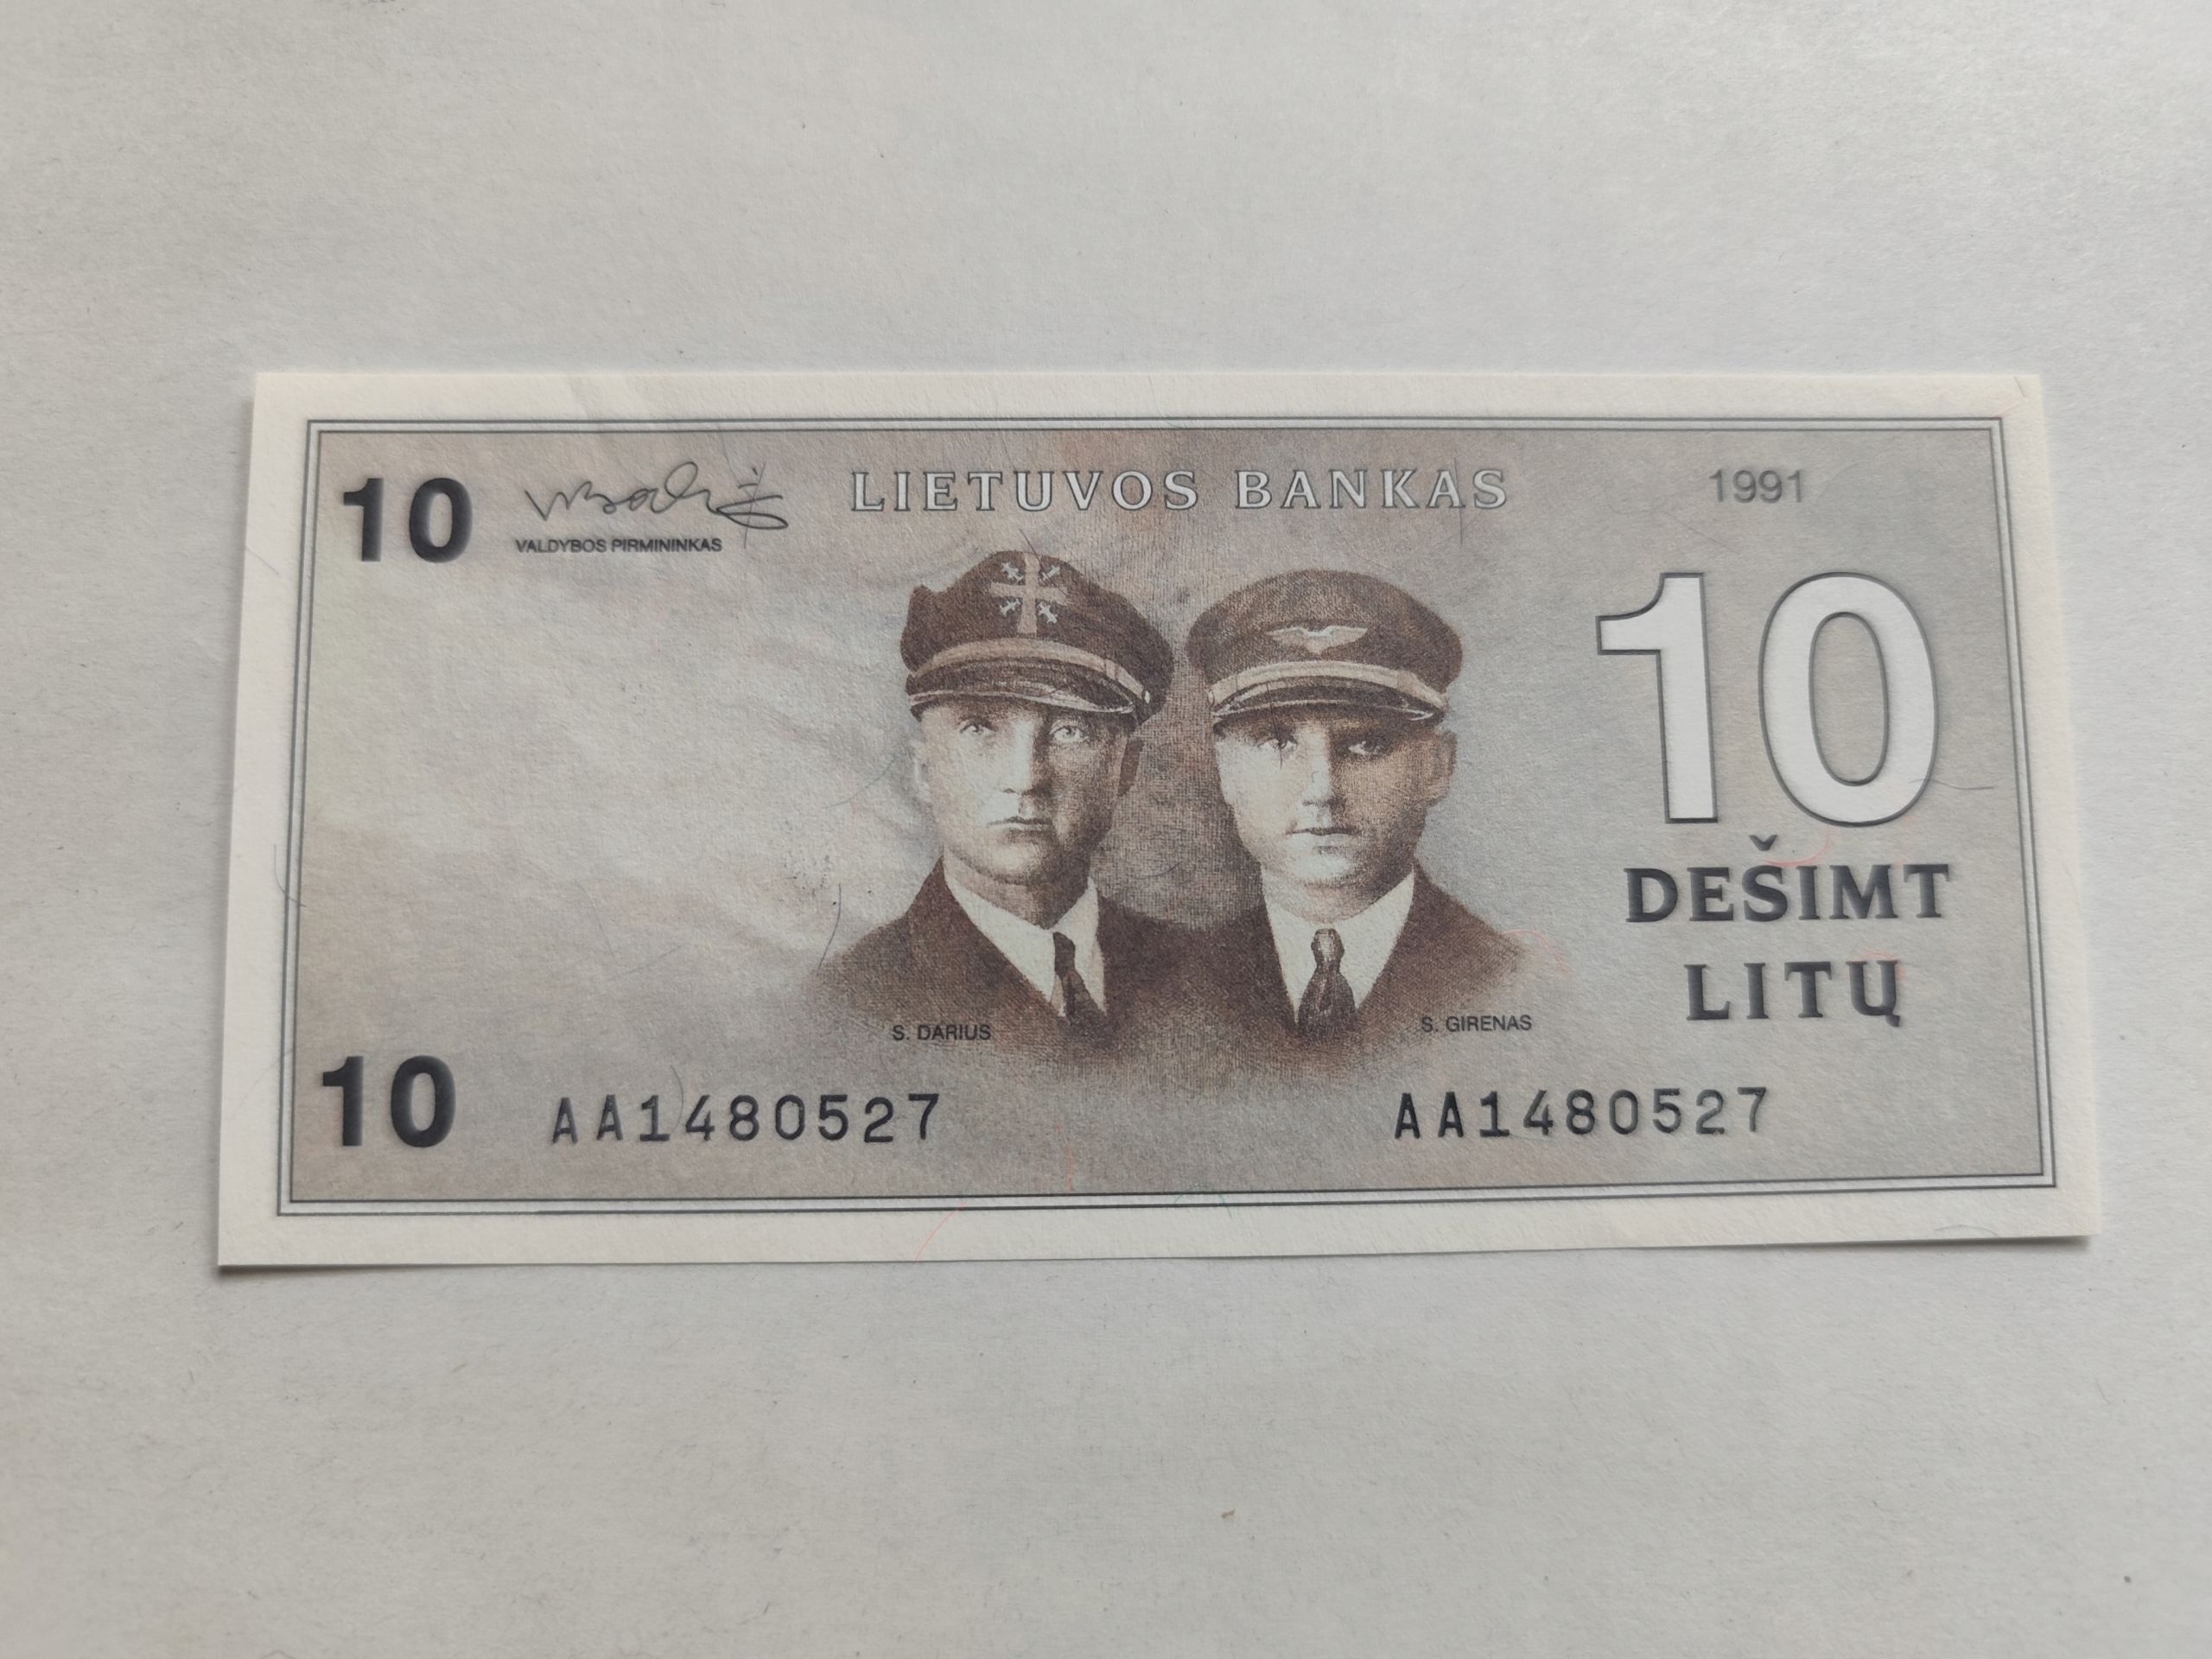 10
VALDYBOS PIRMININKAS
LIETUVOS BANKAS
1991
10
DEŠIMT
LITŲ
S. DARIUS
S. GIRENAS
10
AA1480527
AA1480527